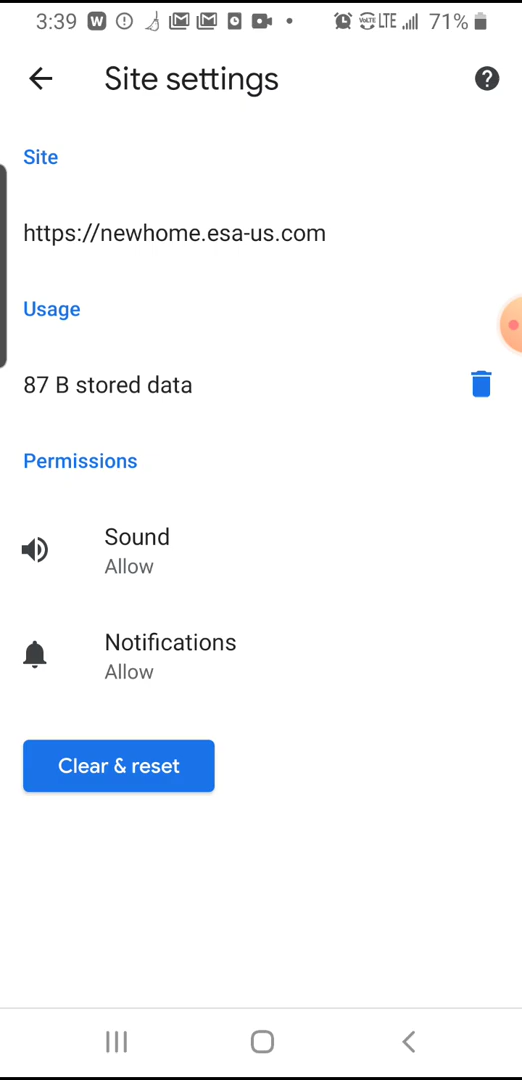 3:39 W VoLTE LTE 71%
Site settings
Site
https://newhome.esa-us.com
Usage
87 B stored data
Permissions
Sound
Allow
Notifications
Allow
Clear & reset